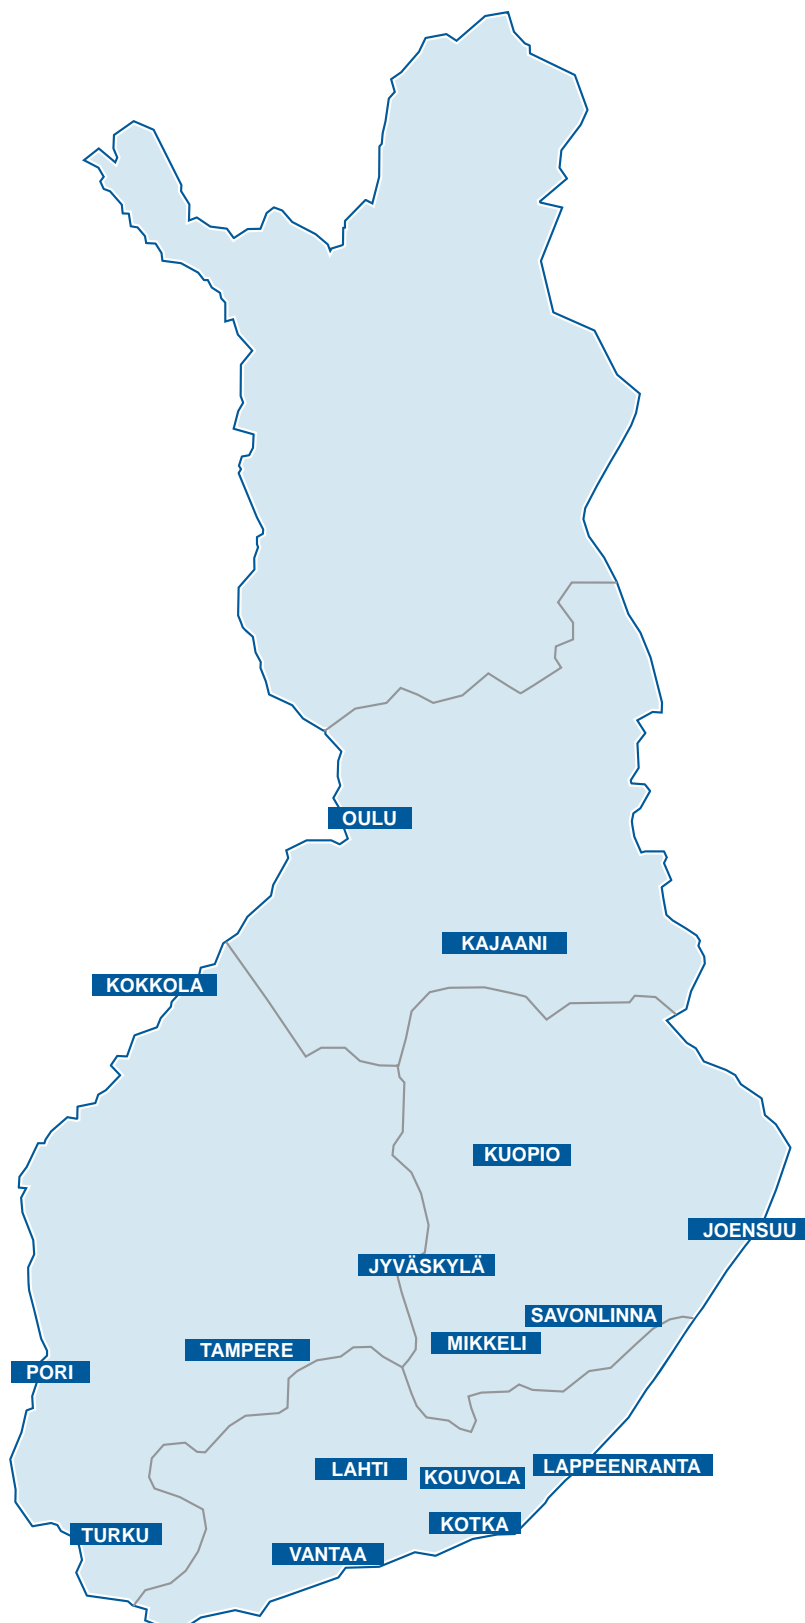 OULU
KAJAANI
KOKKOLA
KUOPIO
JOENSUU
JYVÄSKYLÄ
SAVONLINNA
MIKKELI
TAMPERE
PORI
LAPPEENRANTA
LAHTI
KOUVOLA
KOTKA
TURKU
VANTAA